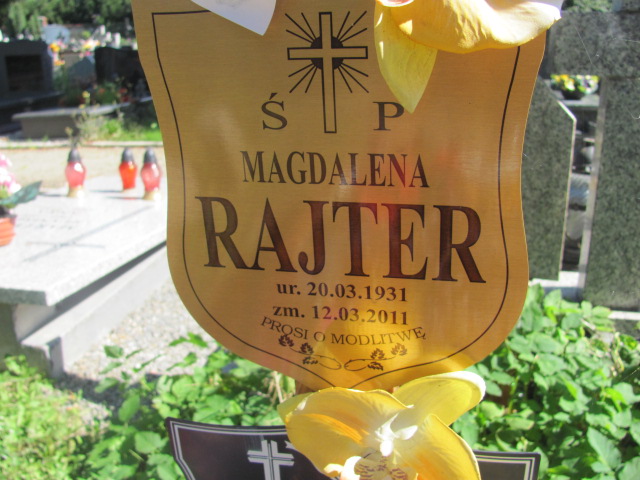 Ś P
MAGDALENA
RAJTER
ur. 20.03.1931
zm. 12.03.2011
PROSI O MODLITWĘ